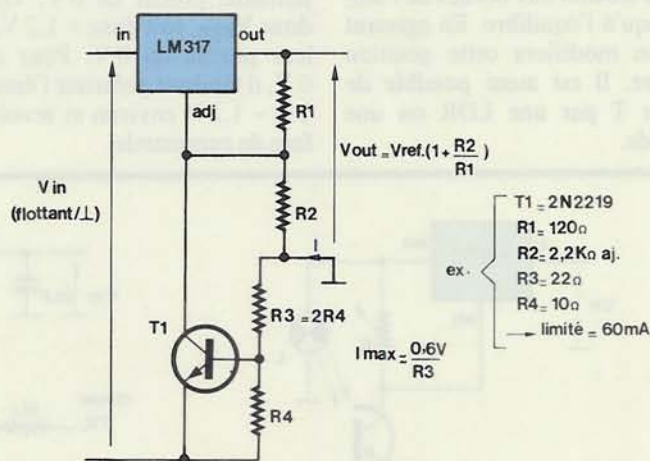 in
LM317
out
adj
R1
Vout = Vref.(1+R2/R1)
V in
(flottant/⊥)
R2
I
T1
R3 = 2R4
I max = 0,6V/R3
R4
ex.
T1 = 2N2219
R1 = 120Ω
R2 = 2,2KΩ aj.
R3 = 22Ω
R4 = 10Ω
→ limité = 60mA